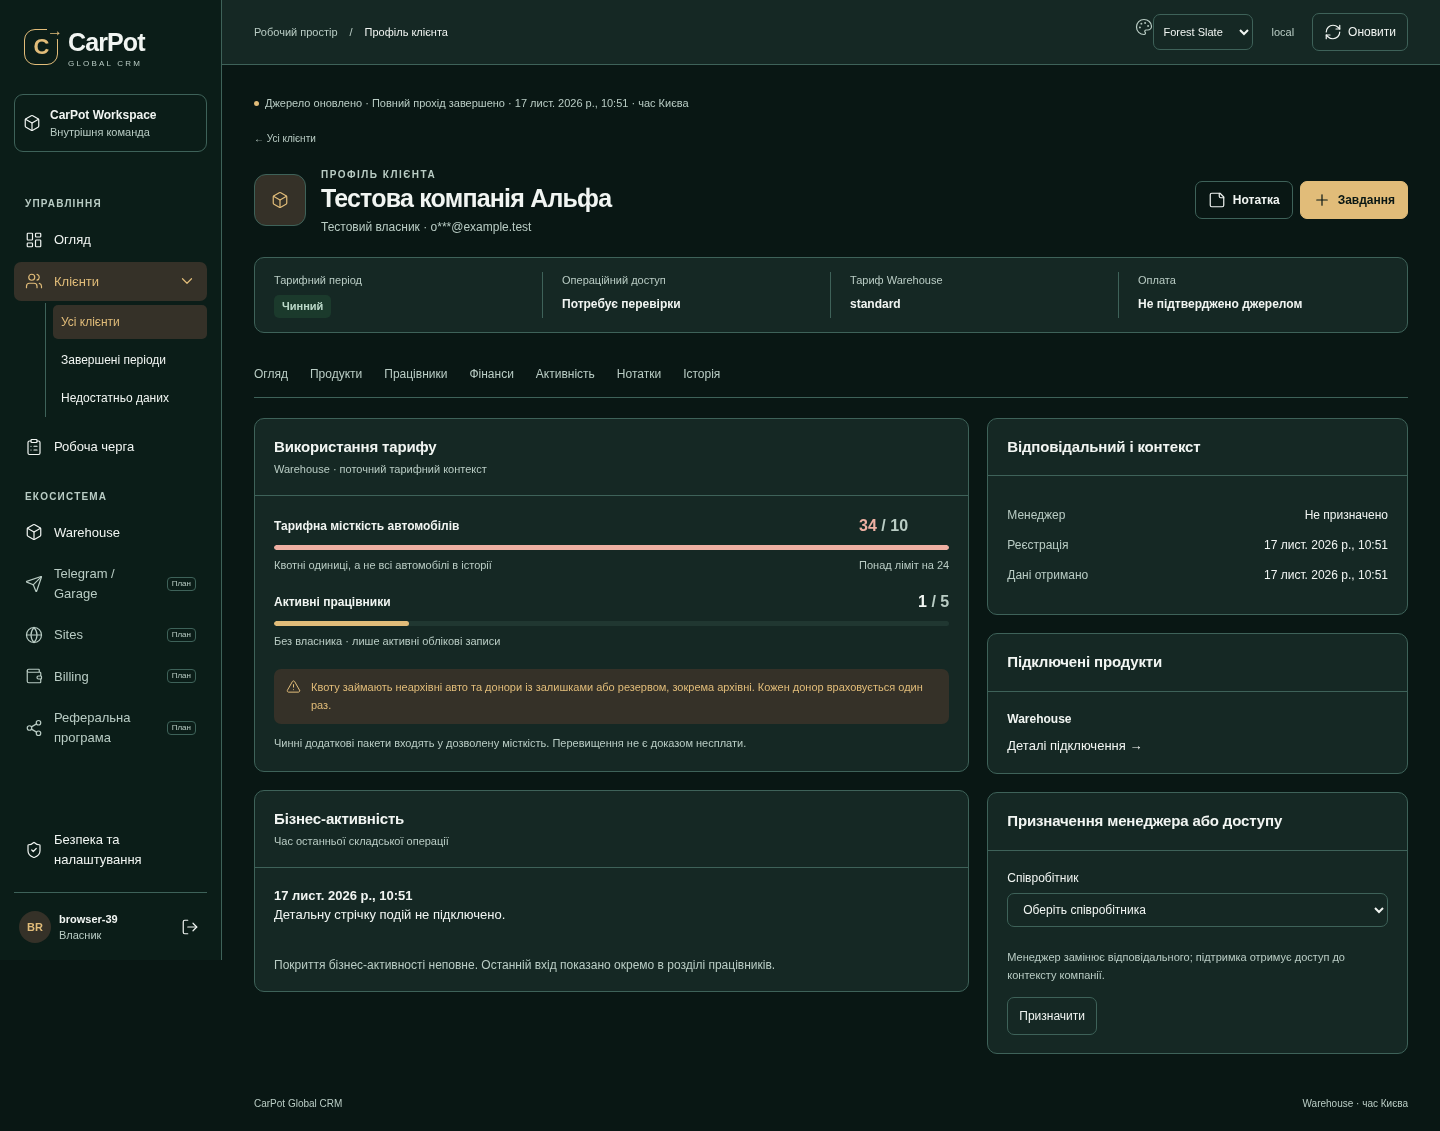 C
CarPot
GLOBAL CRM
CarPot Workspace
Внутрішня команда
УПРАВЛІННЯ
Огляд
Клієнти
Усі клієнти
Завершені періоди
Недостатньо даних
Робоча черга
ЕКОСИСТЕМА
Warehouse
Telegram /
Garage
План
Sites
План
Billing
План
Реферальна
програма
План
Безпека та
налаштування
BR
browser-39
Власник
Робочий простір / Профіль клієнта
Forest Slate
local
Оновити
Джерело оновлено · Повний прохід завершено · 17 лист. 2026 р., 10:51 · час Києва
← Усі клієнти
ПРОФІЛЬ КЛІЄНТА
Тестова компанія Альфа
Тестовий власник · o***@example.test
Нотатка
Завдання
Тарифний період
Чинний
Операційний доступ
Потребує перевірки
Тариф Warehouse
standard
Оплата
Не підтверджено джерелом
Огляд Продукти Працівники Фінанси Активність Нотатки Історія
Використання тарифу
Warehouse · поточний тарифний контекст
Тарифна місткість автомобілів 34 / 10
Квотні одиниці, а не всі автомобілі в історії Понад ліміт на 24
Активні працівники 1 / 5
Без власника · лише активні облікові записи
Квоту займають неархівні авто та донори із залишками або резервом, зокрема архівні. Кожен донор враховується один
раз.
Чинні додаткові пакети входять у дозволену місткість. Перевищення не є доказом несплати.
Бізнес-активність
Час останньої складської операції
17 лист. 2026 р., 10:51
Детальну стрічку подій не підключено.
Покриття бізнес-активності неповне. Останній вхід показано окремо в розділі працівників.
Відповідальний і контекст
Менеджер Не призначено
Реєстрація 17 лист. 2026 р., 10:51
Дані отримано 17 лист. 2026 р., 10:51
Підключені продукти
Warehouse
Деталі підключення →
Призначення менеджера або доступу
Співробітник
Оберіть співробітника
Менеджер замінює відповідального; підтримка отримує доступ до
контексту компанії.
Призначити
CarPot Global CRM
Warehouse · час Києва